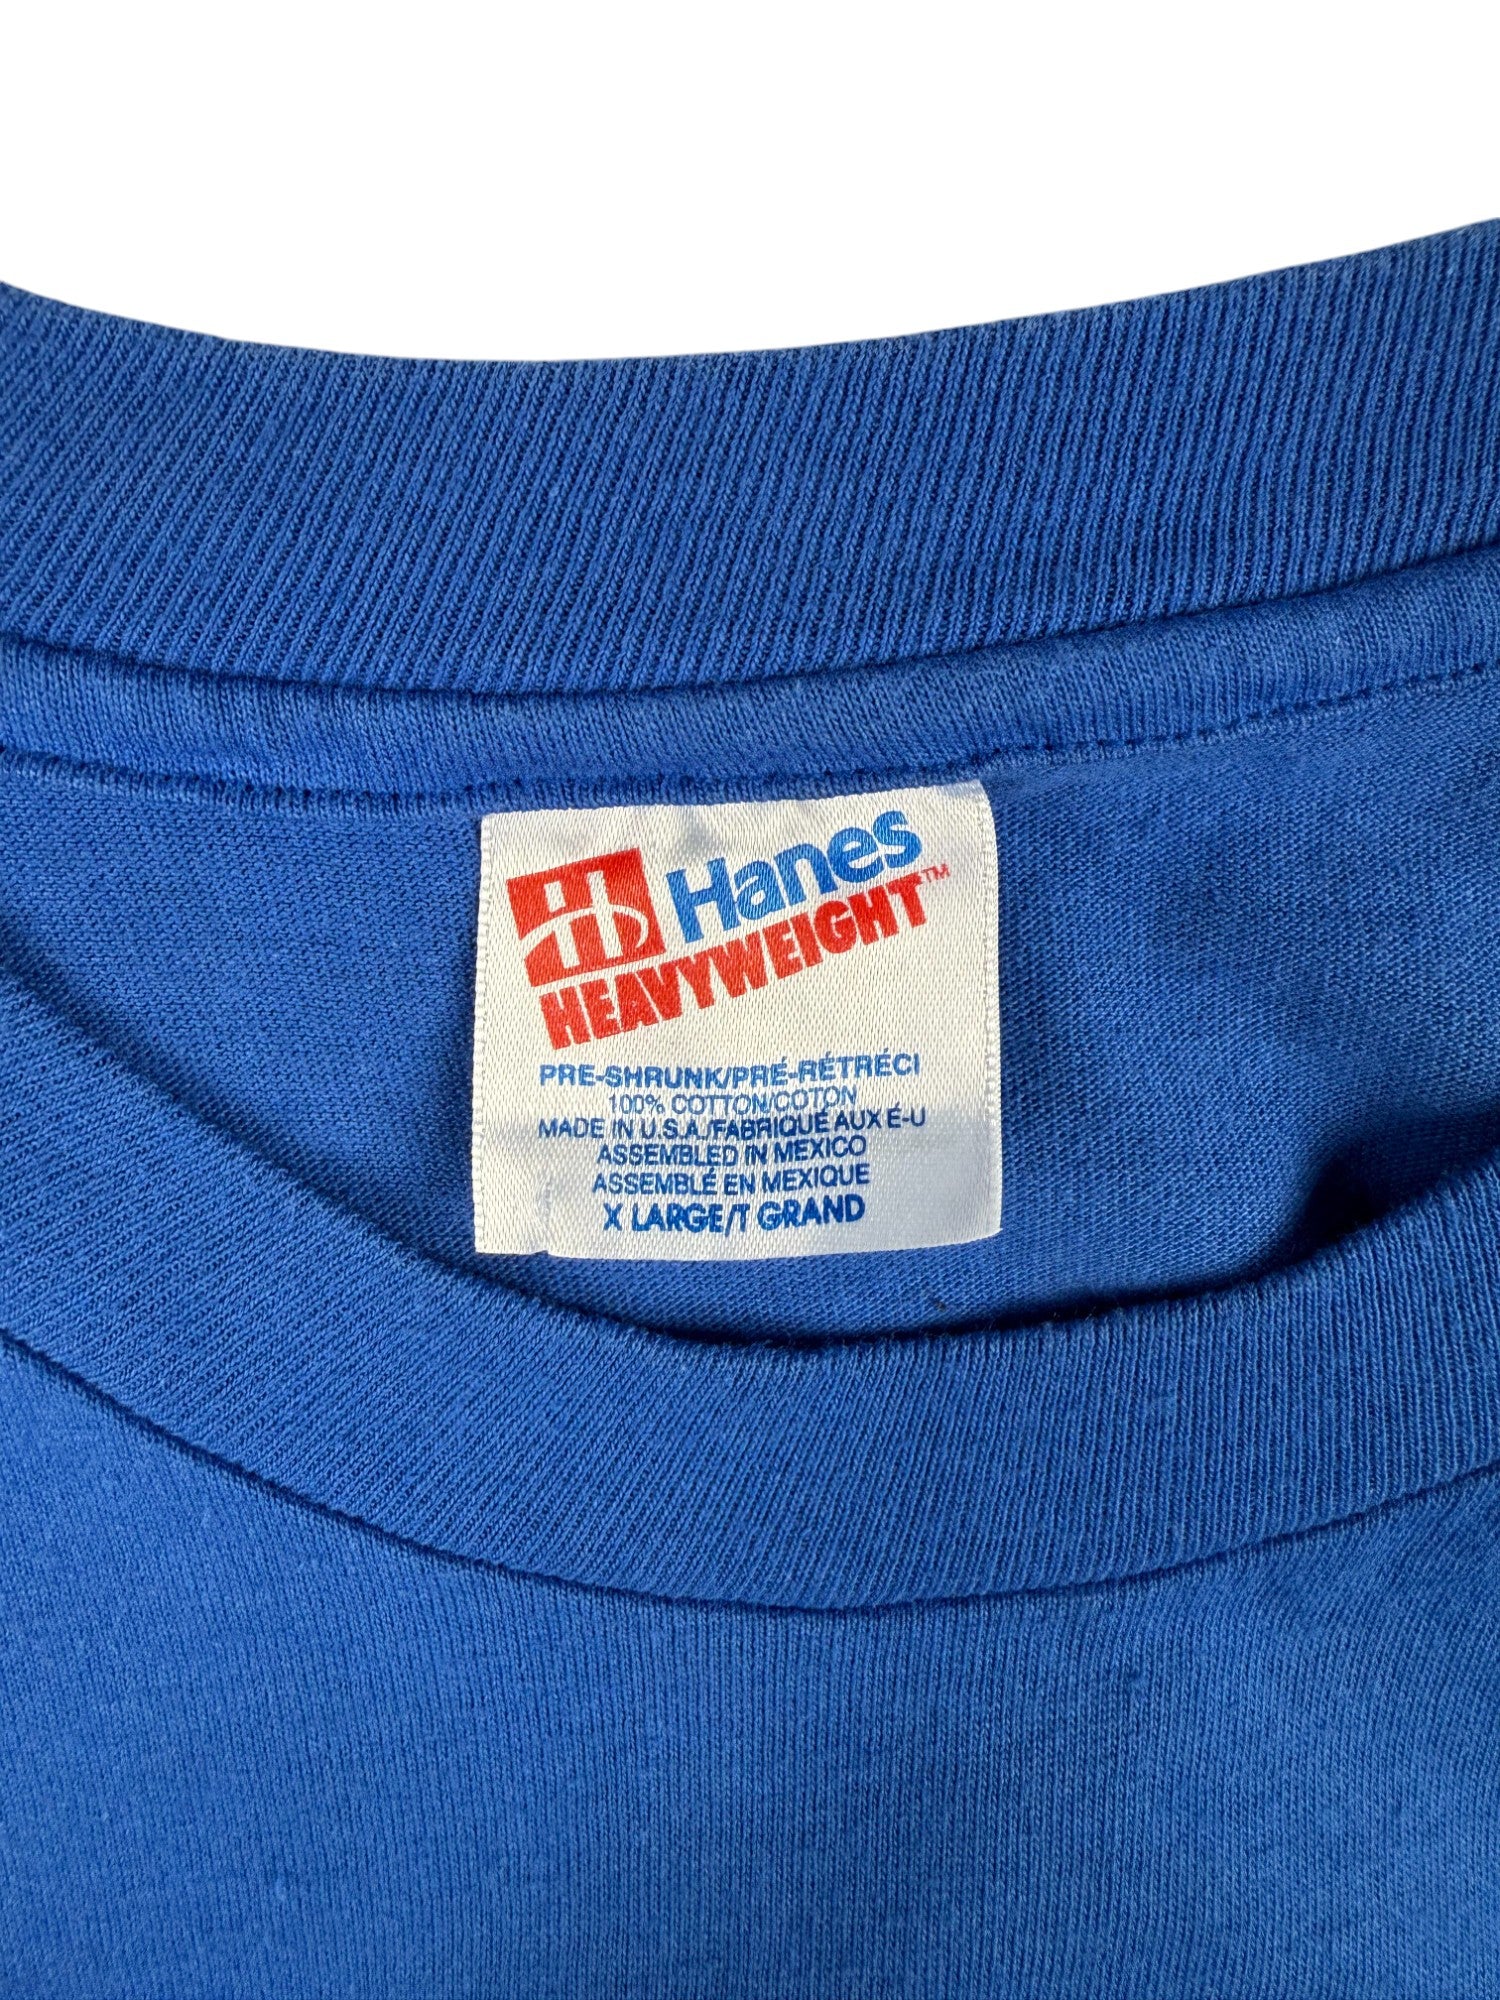 Hanes
HEAVYWEIGHT™
PRE-SHRUNK/PRÉ-RÉTRÉCI
100% COTTON/COTON
MADE IN U.S.A./FABRIQUÉ AUX É-U
ASSEMBLED IN MEXICO
ASSEMBLÉ EN MEXIQUE
X LARGE/T GRAND